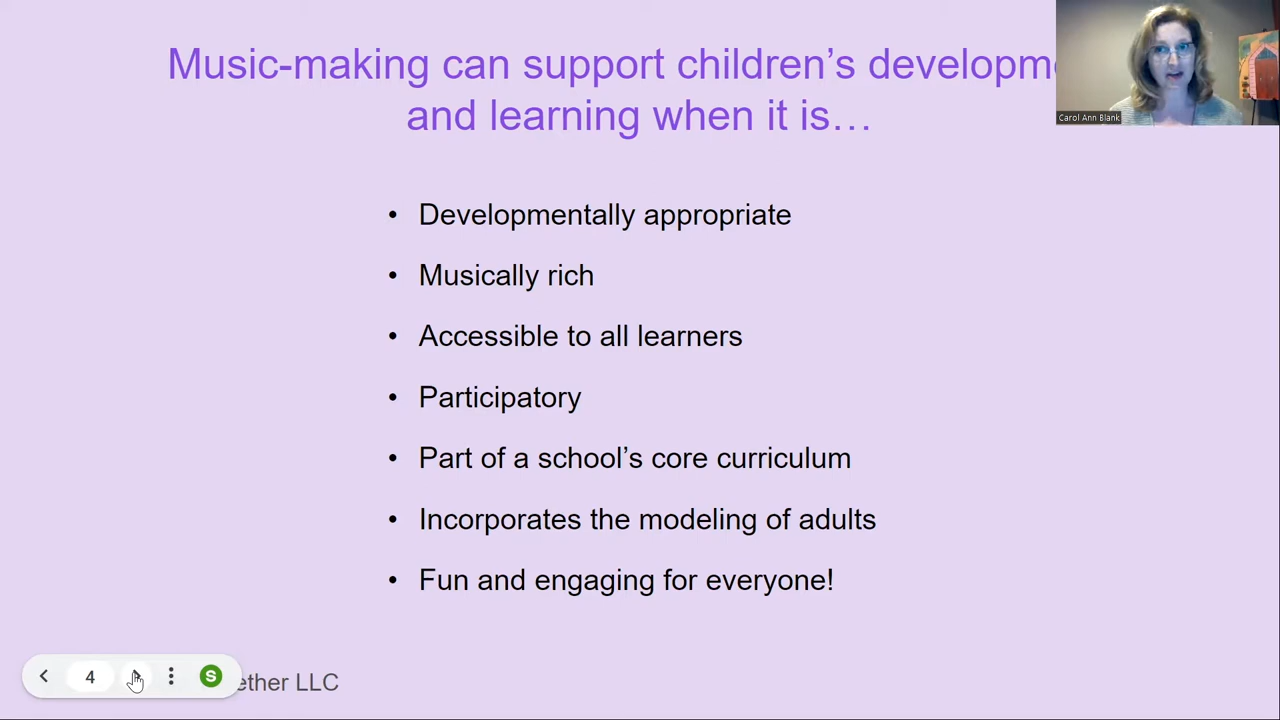 Music-making can support children's developm
and learning when it is…
Carol Ann Blank
• Developmentally appropriate
• Musically rich
• Accessible to all learners
• Participatory
• Part of a school's core curriculum
• Incorporates the modeling of adults
• Fun and engaging for everyone!
4
S
ether LLC